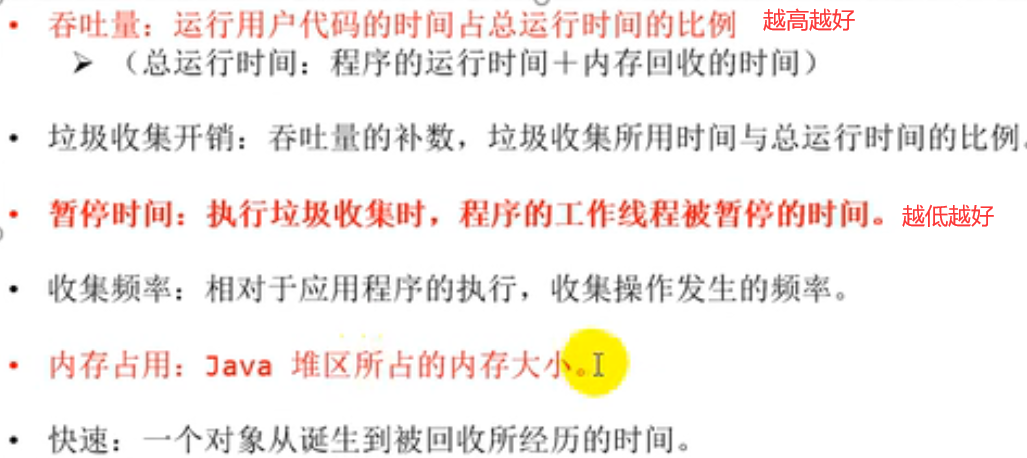 • 吞吐量：运行用户代码的时间占总运行时间的比例 越高越好
➢ （总运行时间：程序的运行时间＋内存回收的时间）
• 垃圾收集开销：吞吐量的补数，垃圾收集所用时间与总运行时间的比例。
• 暂停时间：执行垃圾收集时，程序的工作线程被暂停的时间。 越低越好
• 收集频率：相对于应用程序的执行，收集操作发生的频率。
• 内存占用：Java 堆区所占的内存大小。
• 快速：一个对象从诞生到被回收所经历的时间。